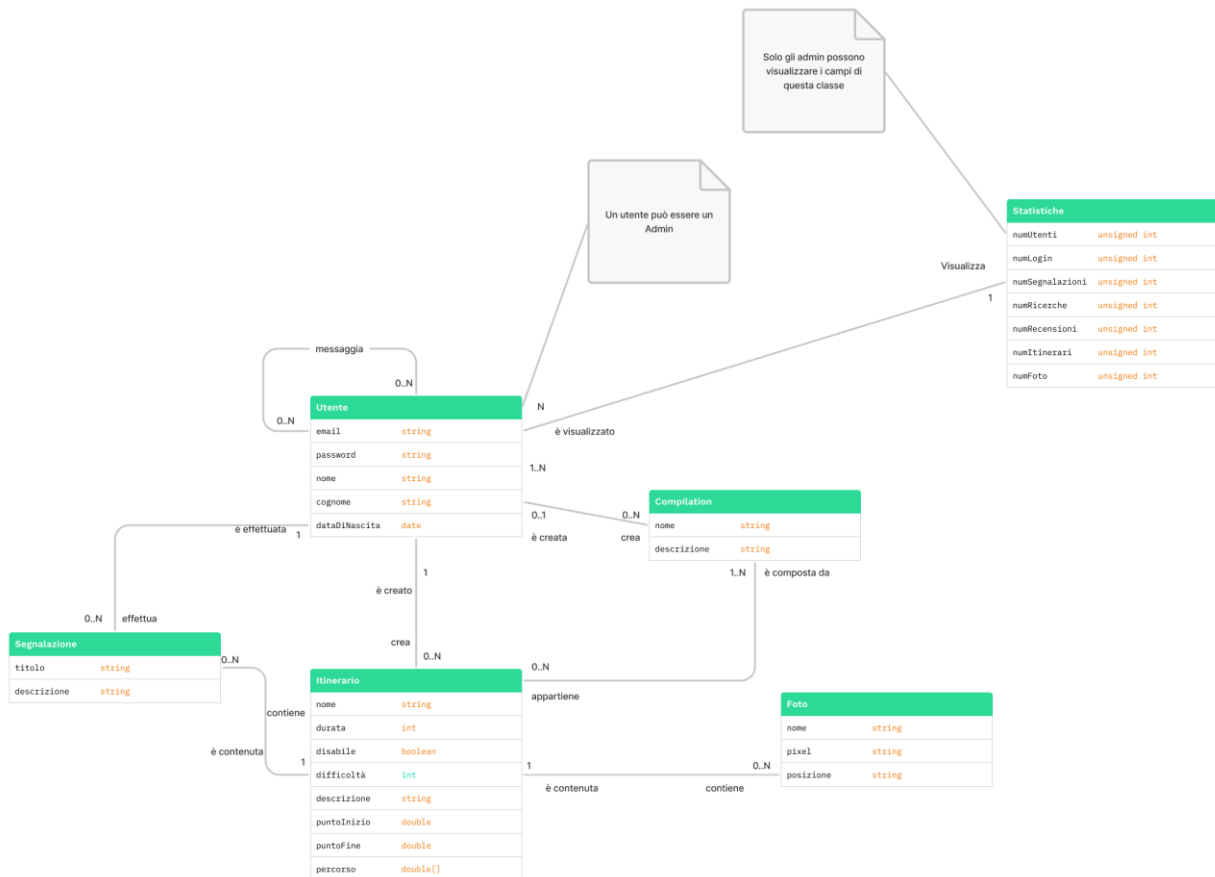 Solo gli admin possono
visualizzare i campi di
questa classe
Un utente può essere un
Admin
Statistiche
numUtenti unsigned int
numLogin unsigned int
numSegnalazioni unsigned int
numRicerche unsigned int
numRecensioni unsigned int
numItinerari unsigned int
numFoto unsigned int
Visualizza
1
messaggia
0..N
0..N
Utente
email string
password string
nome string
cognome string
dataDiNascita date
N
è visualizzato
1..N
0..1
è creata
0..N
crea
Compilation
nome string
descrizione string
1..N
è composta da
è effettuata
1
0..N
effettua
1
è creato
crea
0..N
Segnalazione
titolo string
descrizione string
0..N
contiene
è contenuta
1
Itinerario
nome string
durata int
disabile boolean
difficoltà int
descrizione string
puntoInizio double
puntoFine double
percorso double[]
0..N
appartiene
1
è contenuta
0..N
contiene
Foto
nome string
pixel string
posizione string